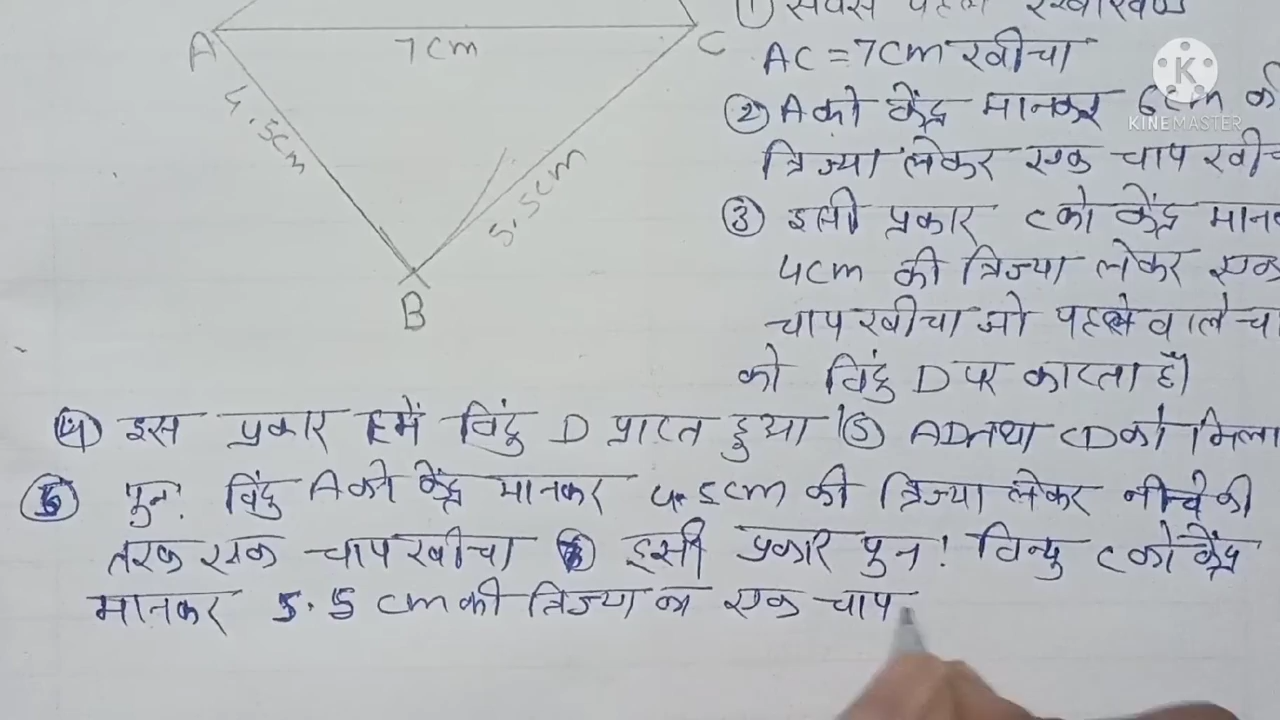 ① सबसे पहले रेखाखण्ड
A C
7cm
AC = 7cm खींचा
K
KINEMASTER
4.5cm
② A को केंद्र मानकर 6cm की
त्रिज्या लेकर एक चाप खींच
5.5cm
③ इसी प्रकार C को केंद्र मान
4cm की त्रिज्या लेकर एक
B
चाप खींचा जो पहले वाले चा
को बिंदु D पर काटता है।
④ इस प्रकार हमें बिंदु D प्राप्त हुआ। ⑤ AD तथा CD को मिला
⑥ पुन: बिंदु A को केंद्र मानकर 4.5cm की त्रिज्या लेकर नीचे की
तरफ एक चाप खींचा इसी प्रकार पुन: विन्दु C को केंद्र
मानकर 5.5 cm की त्रिज्या का एक चाप